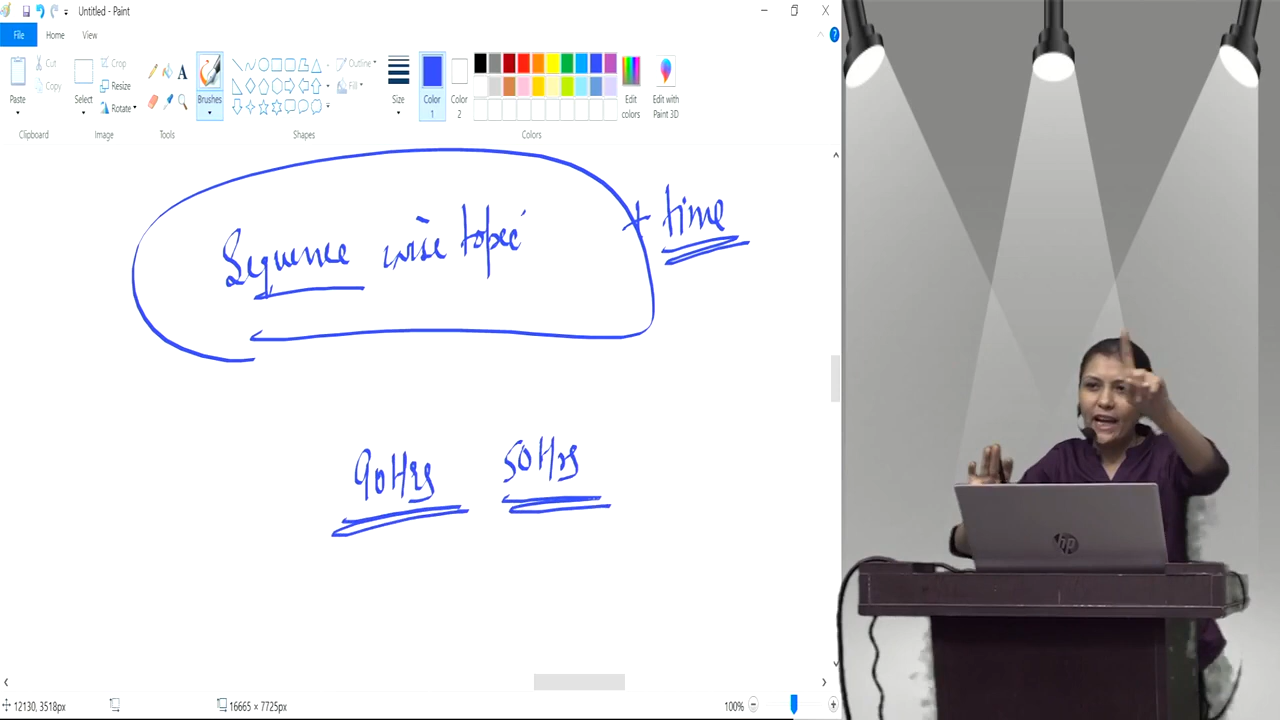 Untitled - Paint
File Home View
Paste
Cut
Copy
Clipboard
Select
Crop
Resize
Rotate
Image
Tools
Brushes
Outline
Fill
Shapes
Size
Color 1
Color 2
Edit colors
Edit with Paint 3D
Colors
Sequence wise topic + time
90Hrs 50Hrs
hp
12130, 3518px
16665 × 7725px
100%